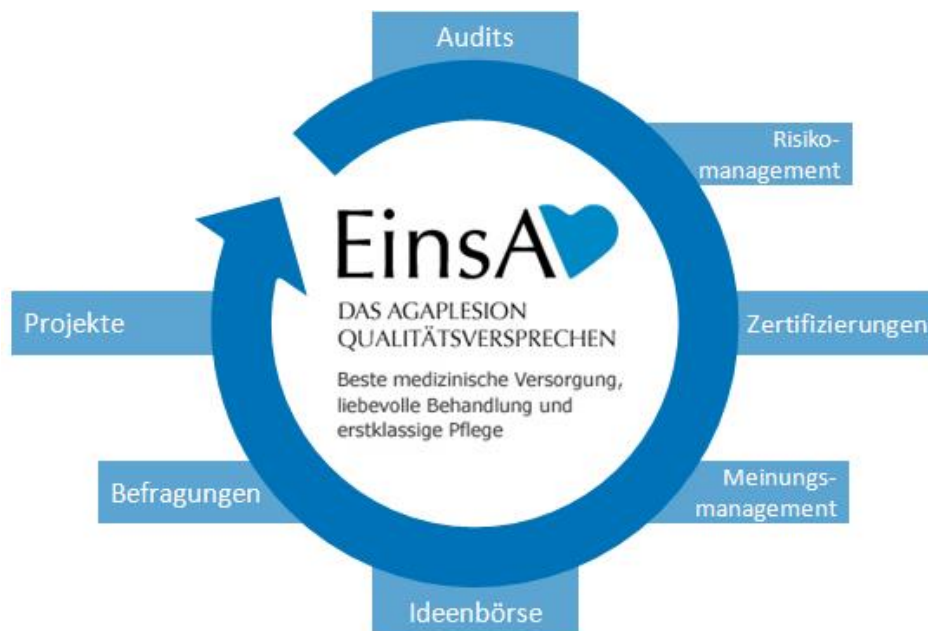 Audits
Risiko-
management
EinsA
DAS AGAPLESION
QUALITÄTSVERSPRECHEN
Projekte
Zertifizierungen
Beste medizinische Versorgung,
liebevolle Behandlung und
erstklassige Pflege
Befragungen
Meinungs-
management
Ideenbörse